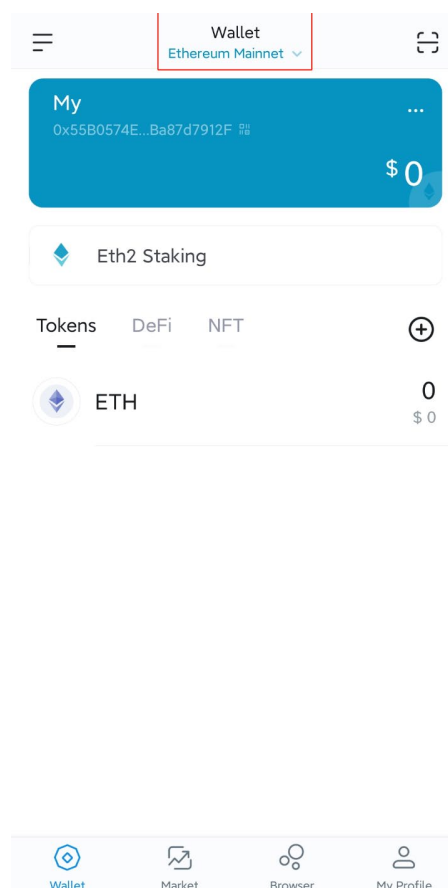 Wallet
Ethereum Mainnet
My
0x55B0574E...Ba87d7912F
$ 0
Eth2 Staking
Tokens DeFi NFT
ETH 0
$ 0
Wallet Market Browser My Profile